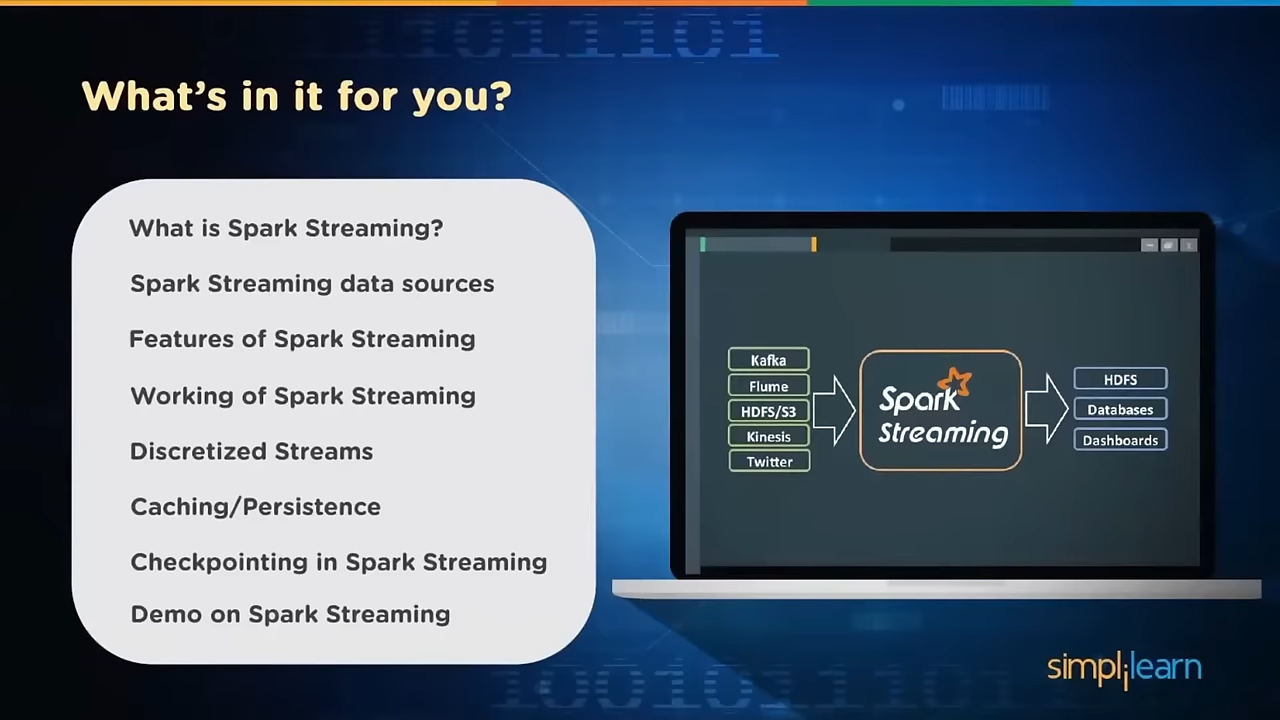 What's in it for you?
What is Spark Streaming?
Spark Streaming data sources
Features of Spark Streaming
Working of Spark Streaming
Discretized Streams
Caching/Persistence
Checkpointing in Spark Streaming
Demo on Spark Streaming
Kafka
Flume
HDFS/S3
Kinesis
Twitter
Spark
Streaming
HDFS
Databases
Dashboards
simplilearn